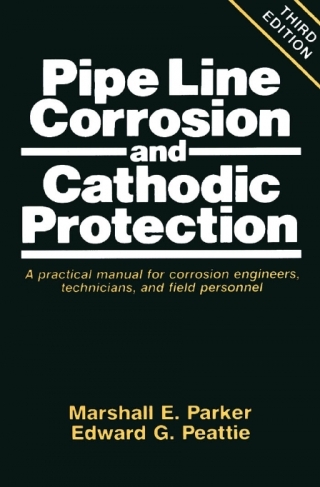 THIRD
EDITION
Pipe Line
Corrosion
and
Cathodic
Protection
A practical manual for corrosion engineers,
technicians, and field personnel
Marshall E. Parker
Edward G. Peattie